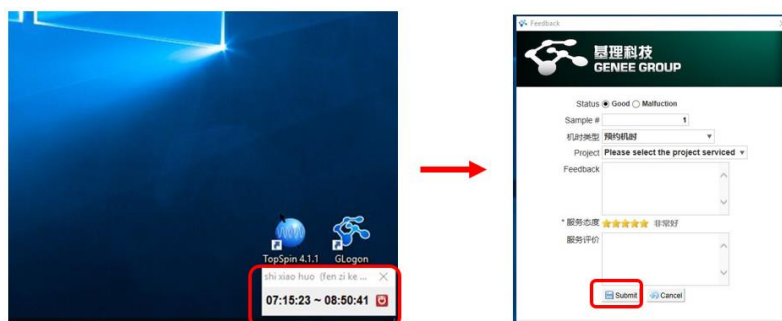 TopSpin 4.1.1
GLogon
shi xiao huo (fen zi ke ...
07:15:23 ~ 08:50:41
Feedback
基理科技
GENEE GROUP
Status Good Malfuction
Sample # 1
机时类型 预约机时
Project Please select the project serviced
Feedback
* 服务态度 非常好
服务评价
Submit Cancel